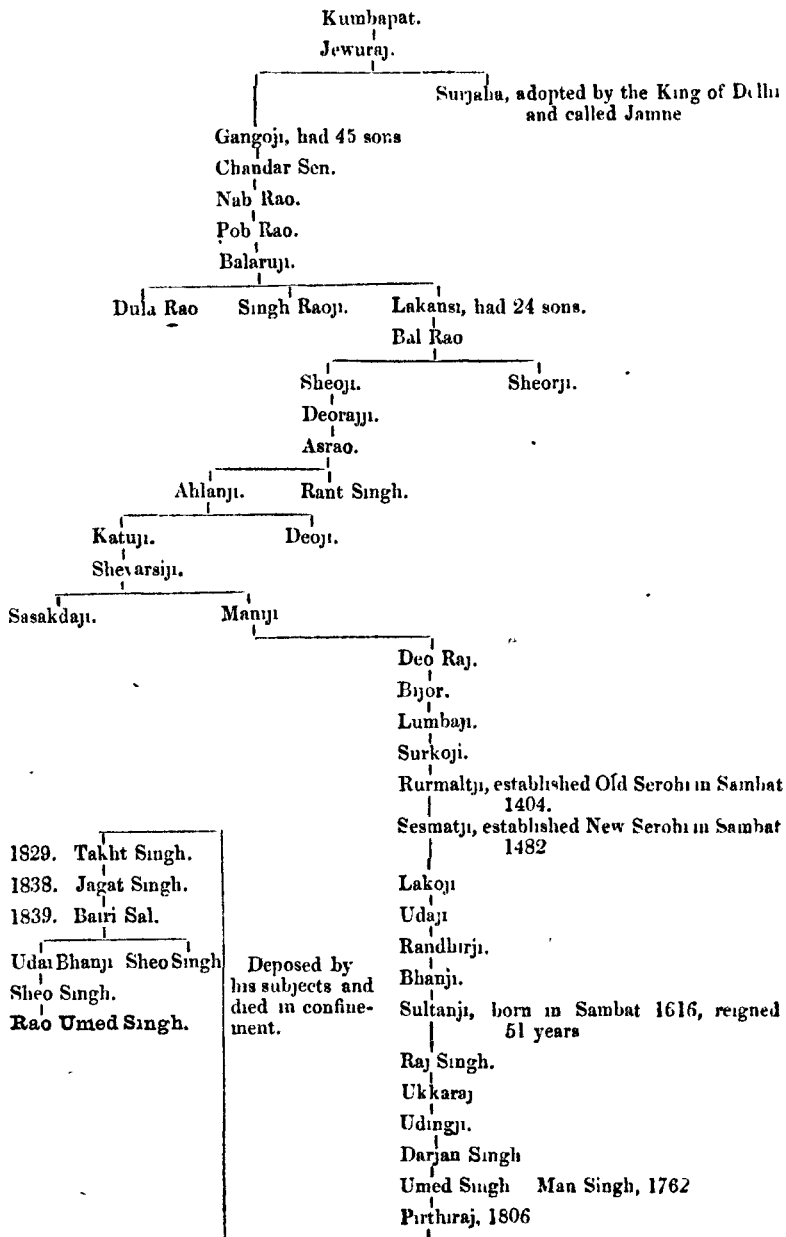 Kumbapat.
Jewuraj.
Surjaha, adopted by the King of Delhi
and called Jamne
Gangoji, had 45 sons
Chandar Sen.
Nab Rao.
Pob Rao.
Balaruji.
Dula Rao Singh Raoji. Lakansi, had 24 sons.
Bal Rao
Sheoji. Sheorji.
Deorajji.
Asrao.
Ahlanji. Rant Singh.
Katuji. Deoji.
Shevarsiji.
Sasakdaji. Maniji
Deo Raj.
Bijor.
Lumbaji.
Surkoji.
Rurmaltji, established Old Serohi in Sambat
1404.
Sesmatji, established New Serohi in Sambat
1482
Lakoji
Udaji
Randhirji.
Bhanji.
Sultanji, born in Sambat 1616, reigned
51 years
Raj Singh.
Ukkaraj
Udingji.
Darjan Singh
Umed Singh Man Singh, 1762
Pirthiraj, 1806
1829. Takht Singh.
1838. Jagat Singh.
1839. Bairi Sal.
Udai Bhanji Sheo Singh
Sheo Singh.
Rao Umed Singh.
Deposed by
his subjects and
died in confine-
ment.